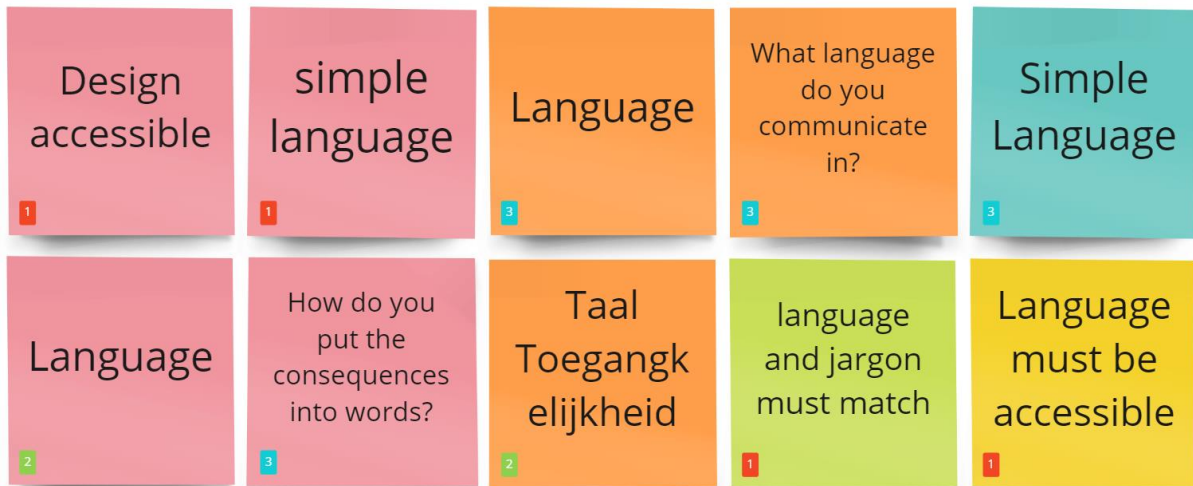 Design
accessible
1
simple
language
1
Language
3
What language
do you
communicate
in?
3
Simple
Language
3
Language
2
How do you
put the
consequences
into words?
3
Taal
Toegangk
elijkheid
2
language
and jargon
must match
1
Language
must be
accessible
1